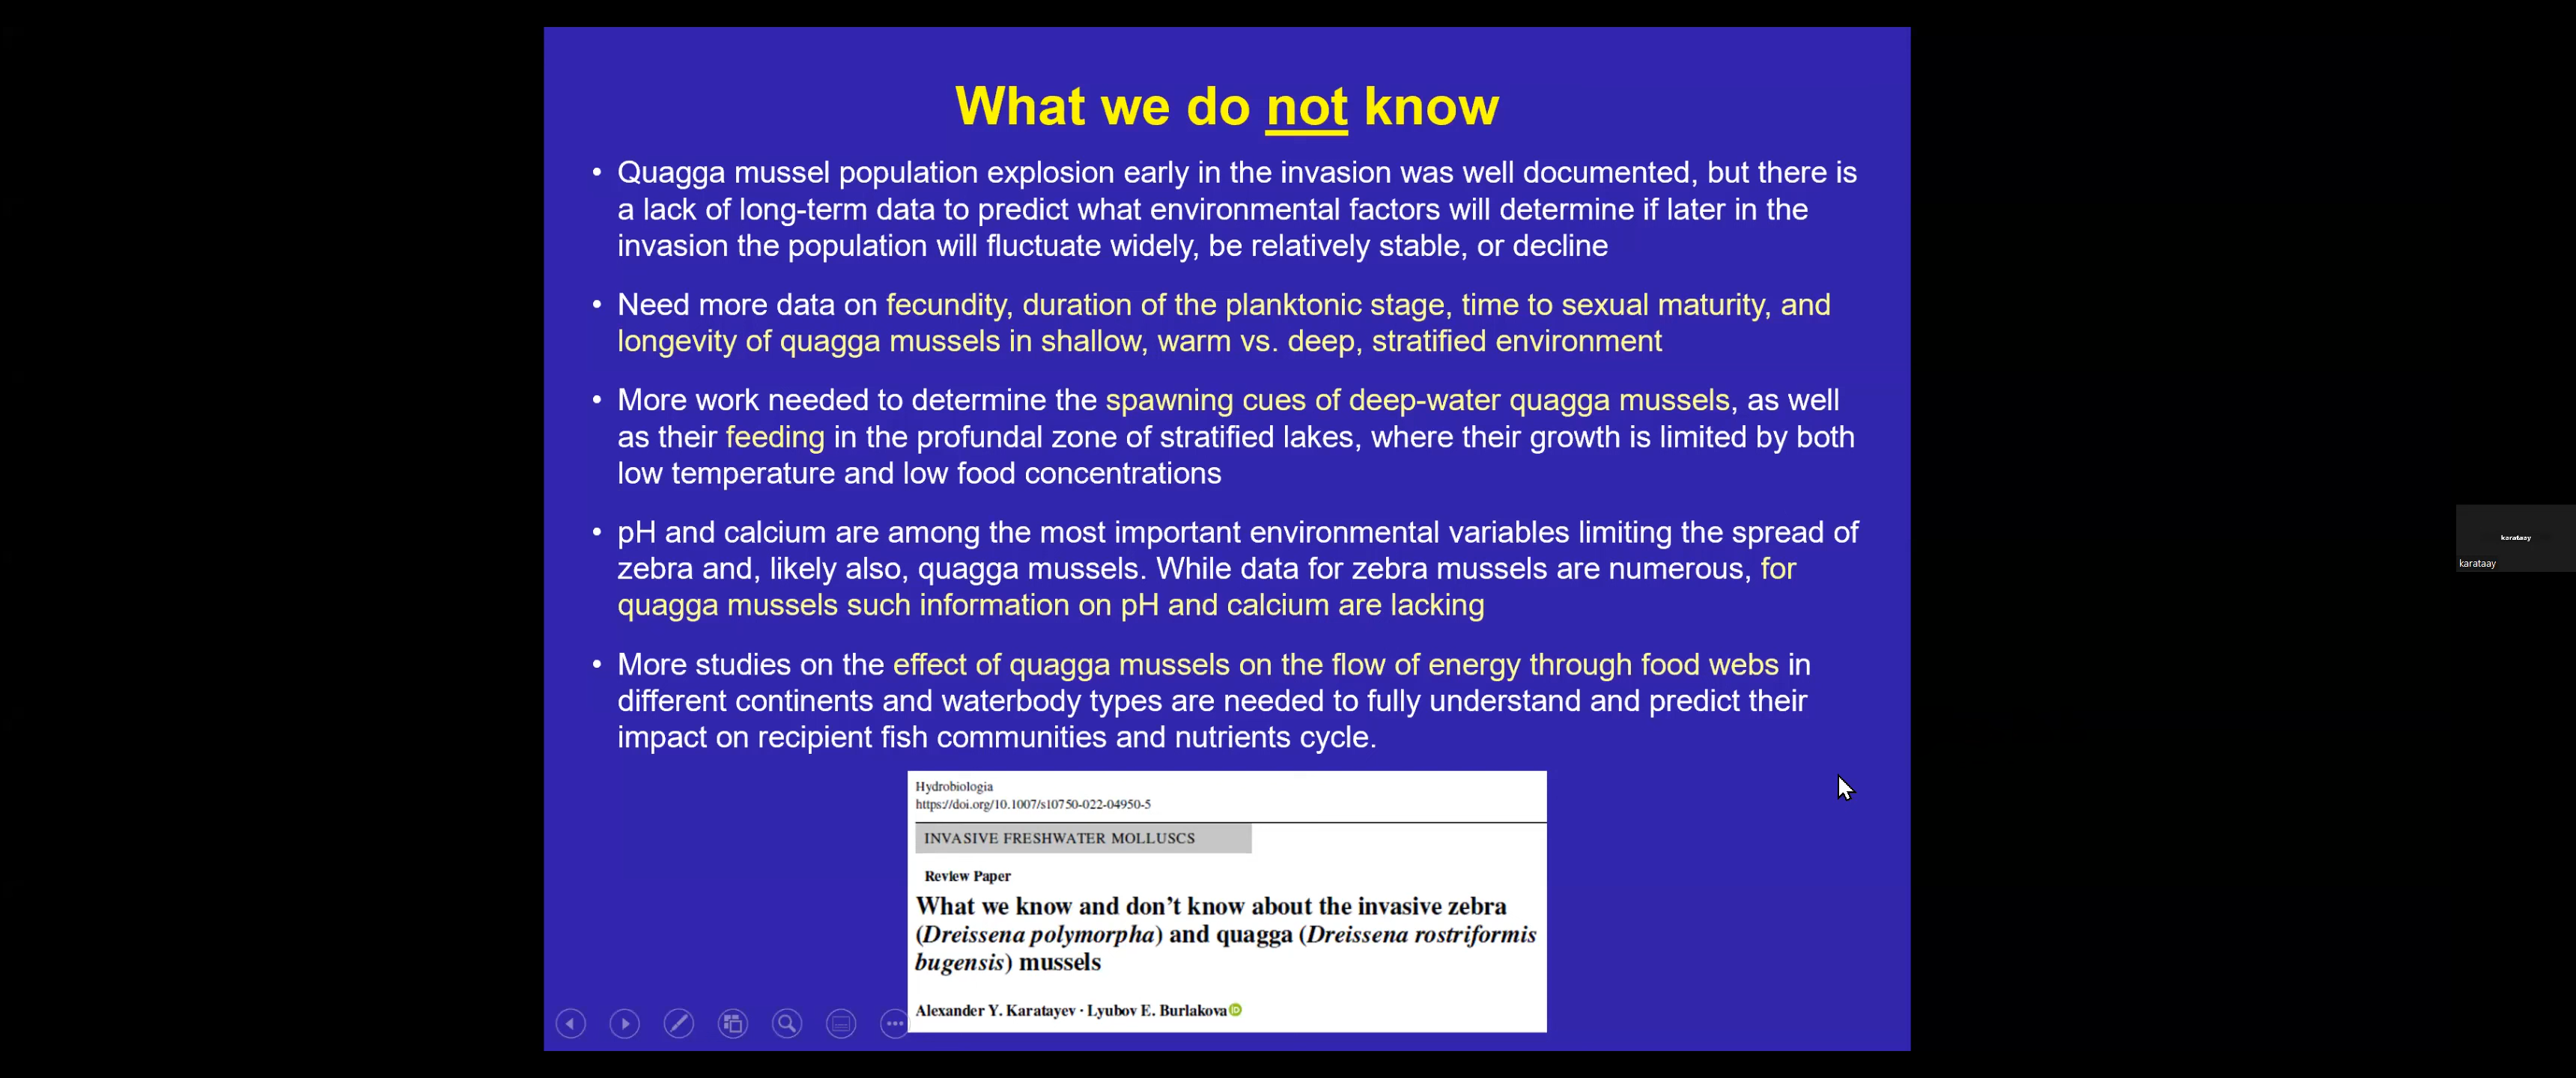 What we do not know
• Quagga mussel population explosion early in the invasion was well documented, but there is
a lack of long-term data to predict what environmental factors will determine if later in the
invasion the population will fluctuate widely, be relatively stable, or decline
• Need more data on fecundity, duration of the planktonic stage, time to sexual maturity, and
longevity of quagga mussels in shallow, warm vs. deep, stratified environment
• More work needed to determine the spawning cues of deep-water quagga mussels, as well
as their feeding in the profundal zone of stratified lakes, where their growth is limited by both
low temperature and low food concentrations
• pH and calcium are among the most important environmental variables limiting the spread of
zebra and, likely also, quagga mussels. While data for zebra mussels are numerous, for
quagga mussels such information on pH and calcium are lacking
• More studies on the effect of quagga mussels on the flow of energy through food webs in
different continents and waterbody types are needed to fully understand and predict their
impact on recipient fish communities and nutrients cycle.
Hydrobiologia
https://doi.org/10.1007/s10750-022-04950-5
INVASIVE FRESHWATER MOLLUSCS
Review Paper
What we know and don't know about the invasive zebra
(Dreissena polymorpha) and quagga (Dreissena rostriformis
bugensis) mussels
Alexander Y. Karatayev · Lyubov E. Burlakova iD
karataay
karataay